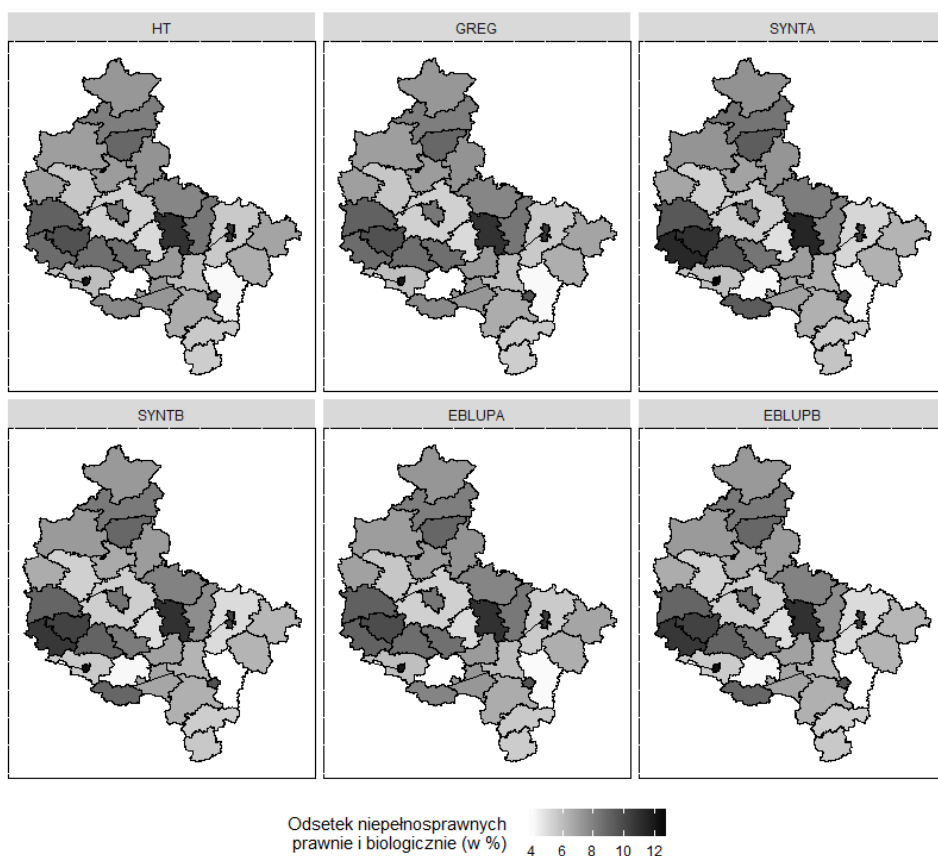 HT
GREG
SYNTA
SYNTB
EBLUPA
EBLUPB
Odsetek niepełnosprawnych
prawnie i biologicznie (w %)
4 6 8 10 12